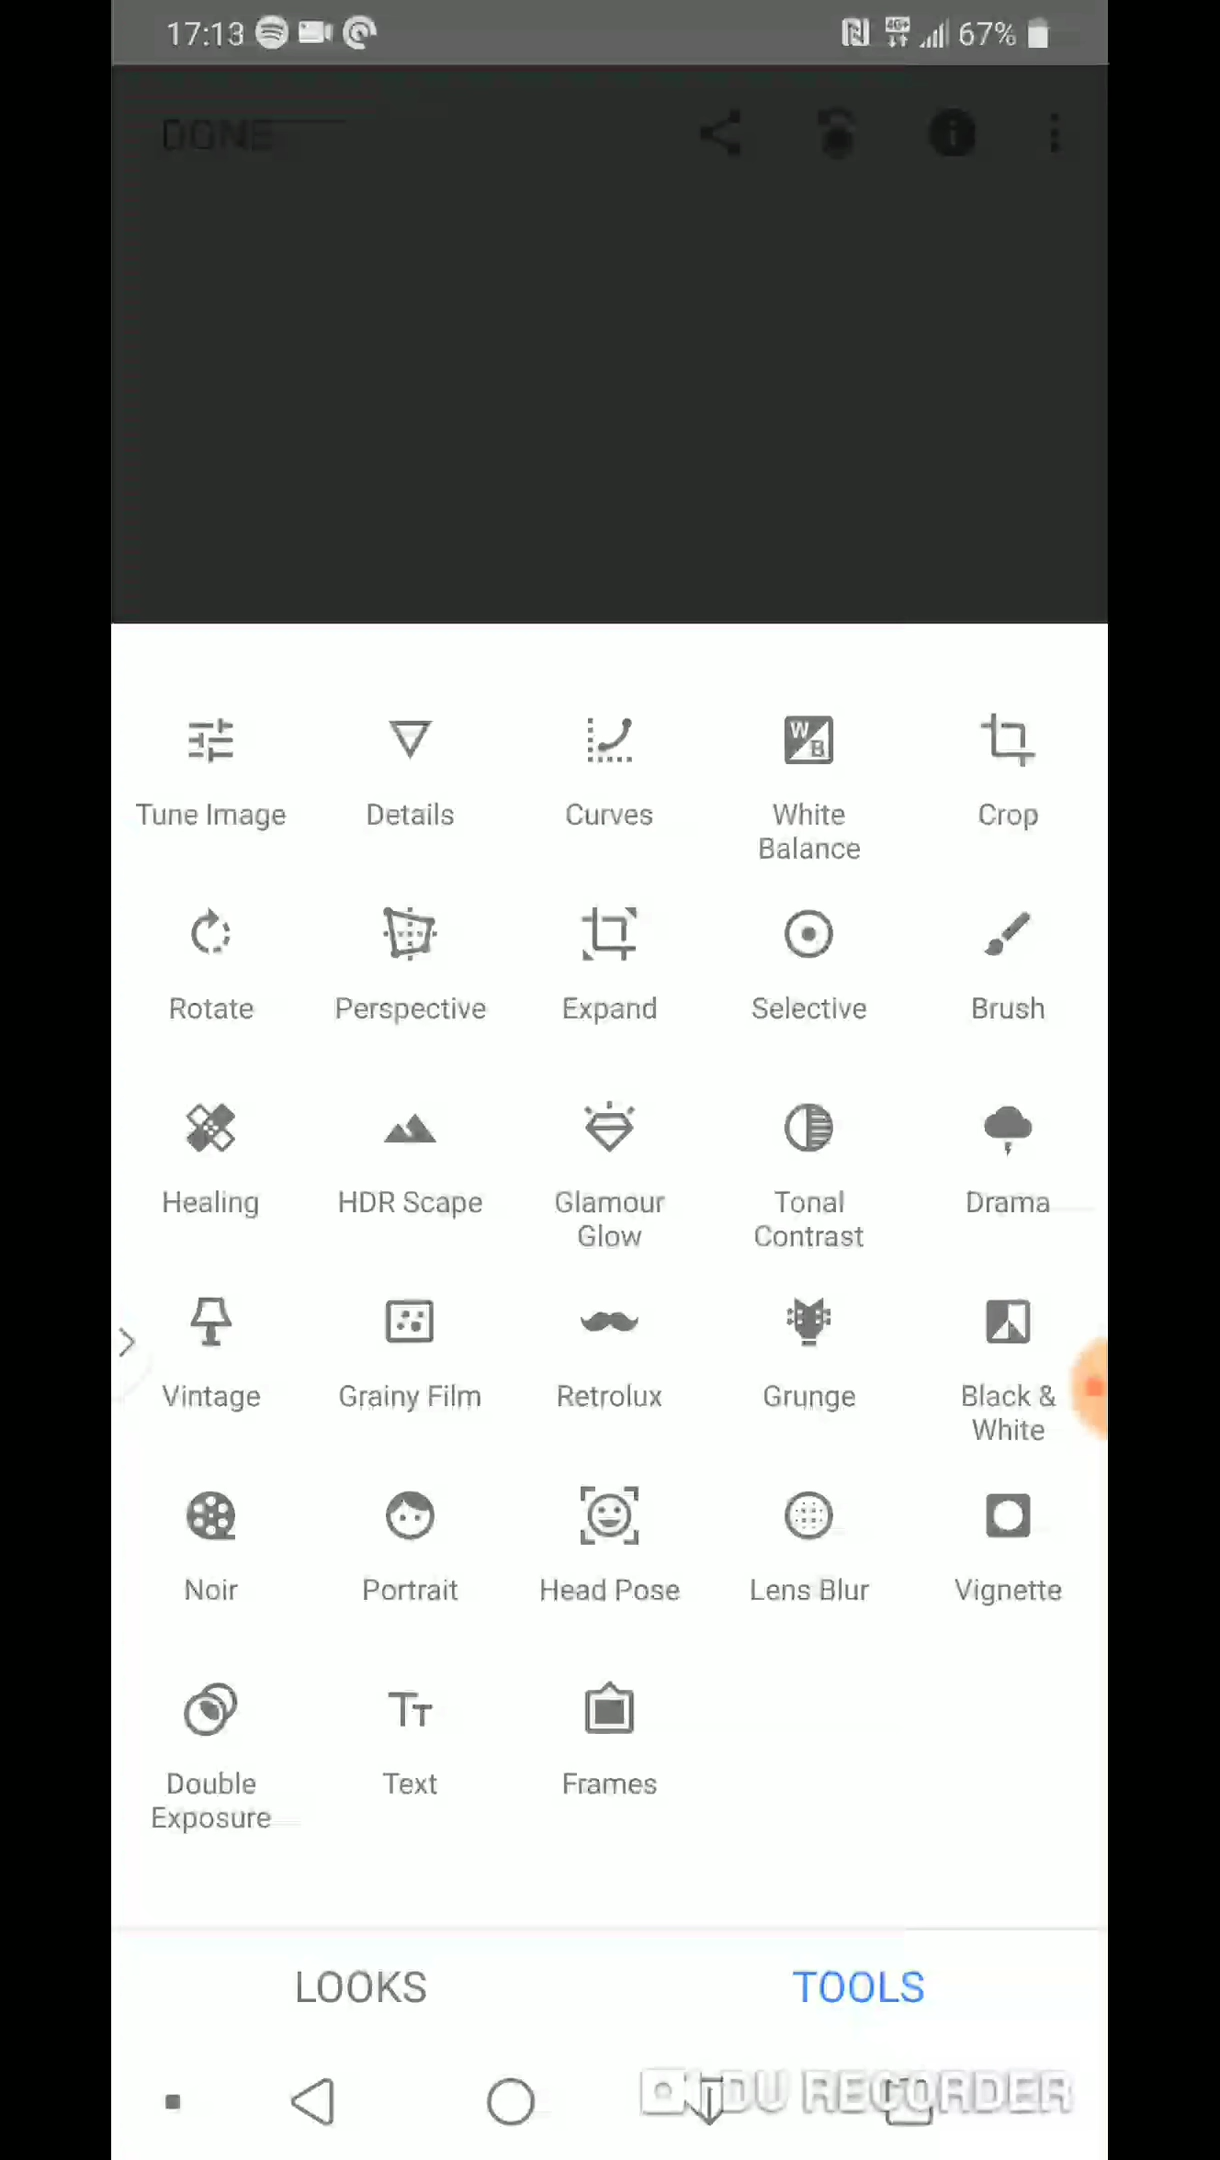 17:13 67%
DONE
Tune Image Details Curves White Balance Crop
Rotate Perspective Expand Selective Brush
Healing HDR Scape Glamour Glow Tonal Contrast Drama
Vintage Grainy Film Retrolux Grunge Black & White
Noir Portrait Head Pose Lens Blur Vignette
Double Exposure Text Frames
LOOKS TOOLS
DU RECORDER